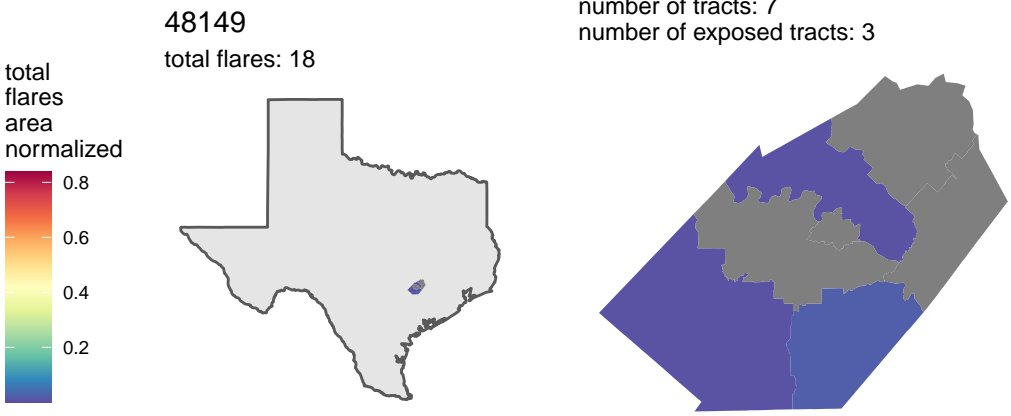 48149
total flares: 18
number of tracts: 7
number of exposed tracts: 3
total
flares
area
normalized
0.8
0.6
0.4
0.2